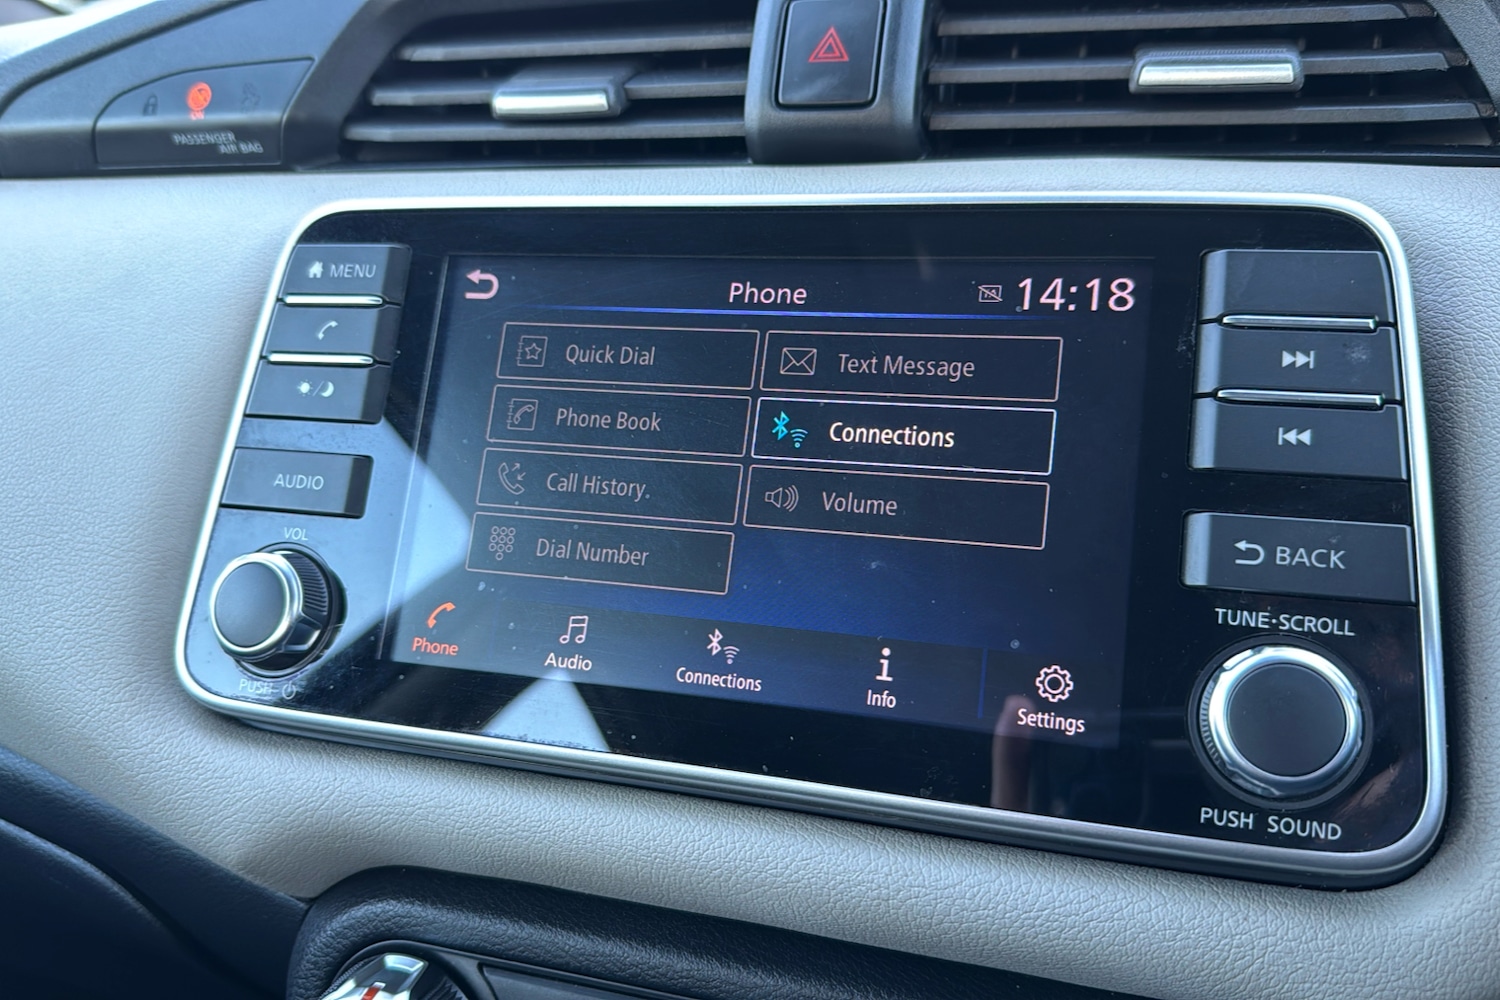 PASSENGER
AIR BAG
MENU
Phone
14:18
Quick Dial
Text Message
Phone Book
Connections
Call History
Volume
Dial Number
AUDIO
VOL
PUSH
BACK
TUNE·SCROLL
PUSH SOUND
Phone
Audio
Connections
Info
Settings